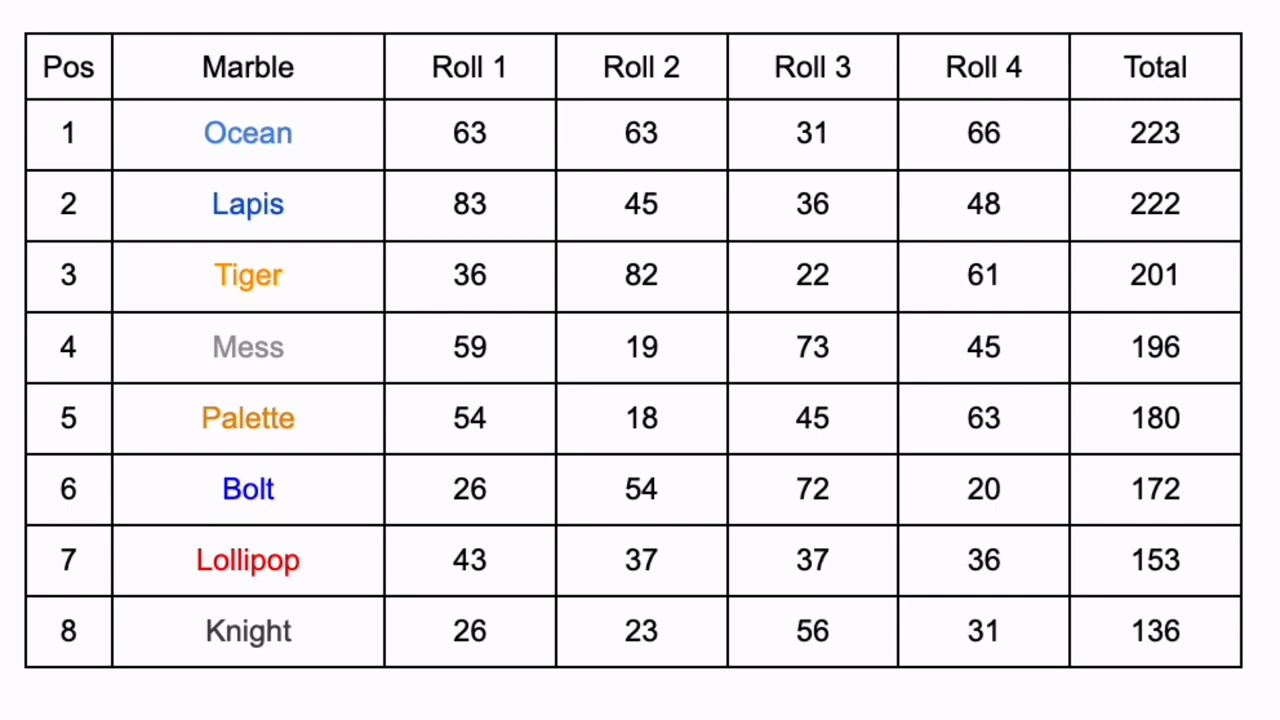 Pos Marble Roll 1 Roll 2 Roll 3 Roll 4 Total
1 Ocean 63 63 31 66 223
2 Lapis 83 45 36 48 222
3 Tiger 36 82 22 61 201
4 Mess 59 19 73 45 196
5 Palette 54 18 45 63 180
6 Bolt 26 54 72 20 172
7 Lollipop 43 37 37 36 153
8 Knight 26 23 56 31 136